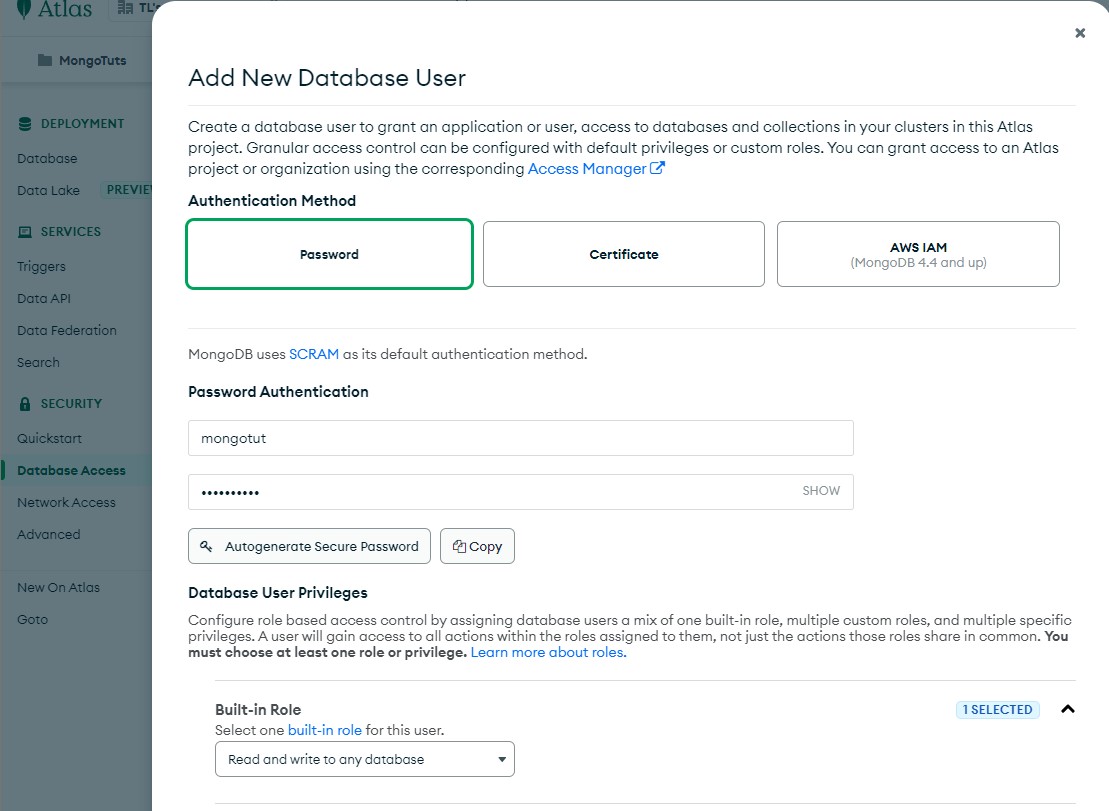 Atlas
TL's
MongoTuts
DEPLOYMENT
Database
Data Lake
SERVICES
Triggers
Data API
Data Federation
Search
SECURITY
Quickstart
Database Access
Network Access
Advanced
New On Atlas
Goto
Add New Database User
Create a database user to grant an application or user, access to databases and collections in your clusters in this Atlas
project. Granular access control can be configured with default privileges or custom roles. You can grant access to an Atlas
project or organization using the corresponding Access Manager
Authentication Method
Password
Certificate
AWS IAM
(MongoDB 4.4 and up)
MongoDB uses SCRAM as its default authentication method.
Password Authentication
mongotut
•••••••••• SHOW
Autogenerate Secure Password
Copy
Database User Privileges
Configure role based access control by assigning database users a mix of one built-in role, multiple custom roles, and multiple specific
privileges. A user will gain access to all actions within the roles assigned to them, not just the actions those roles share in common. You
must choose at least one role or privilege. Learn more about roles.
Built-in Role
1 SELECTED
Select one built-in role for this user.
Read and write to any database